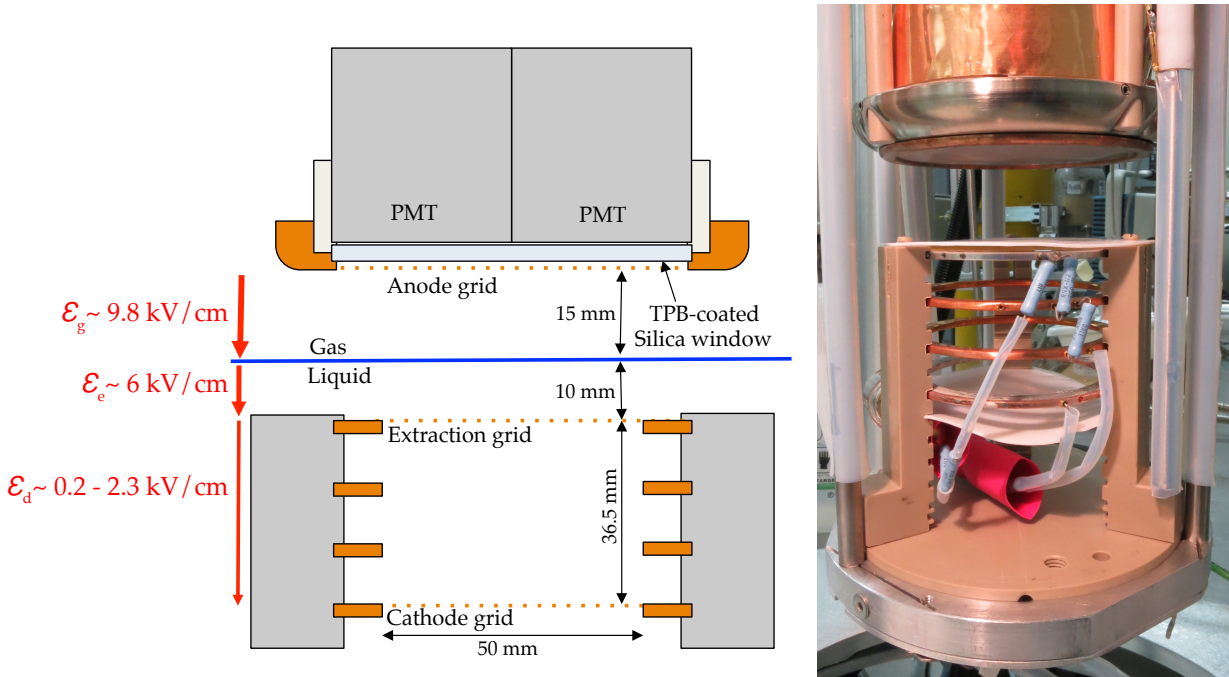 PMT
PMT
Anode grid
15 mm
TPB-coated
Silica window
ℰg~ 9.8 kV/cm
Gas
Liquid
ℰe~ 6 kV/cm
10 mm
Extraction grid
ℰd~ 0.2 - 2.3 kV/cm
36.5 mm
Cathode grid
50 mm